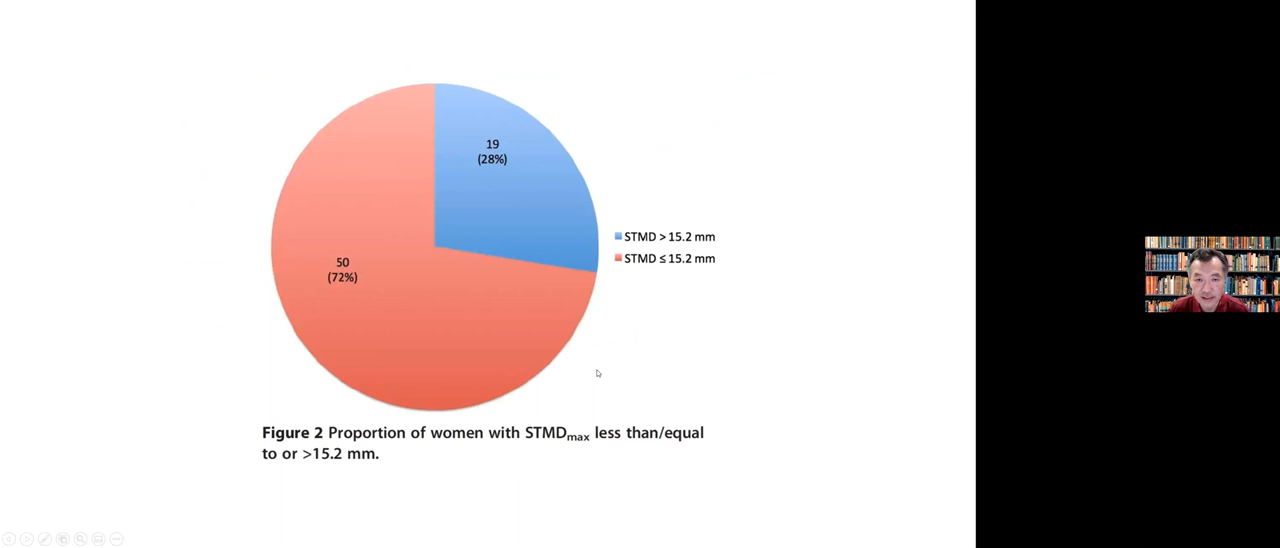 19
(28%)
50
(72%)
STMD > 15.2 mm
STMD ≤ 15.2 mm
Figure 2 Proportion of women with STMDmax less than/equal
to or >15.2 mm.